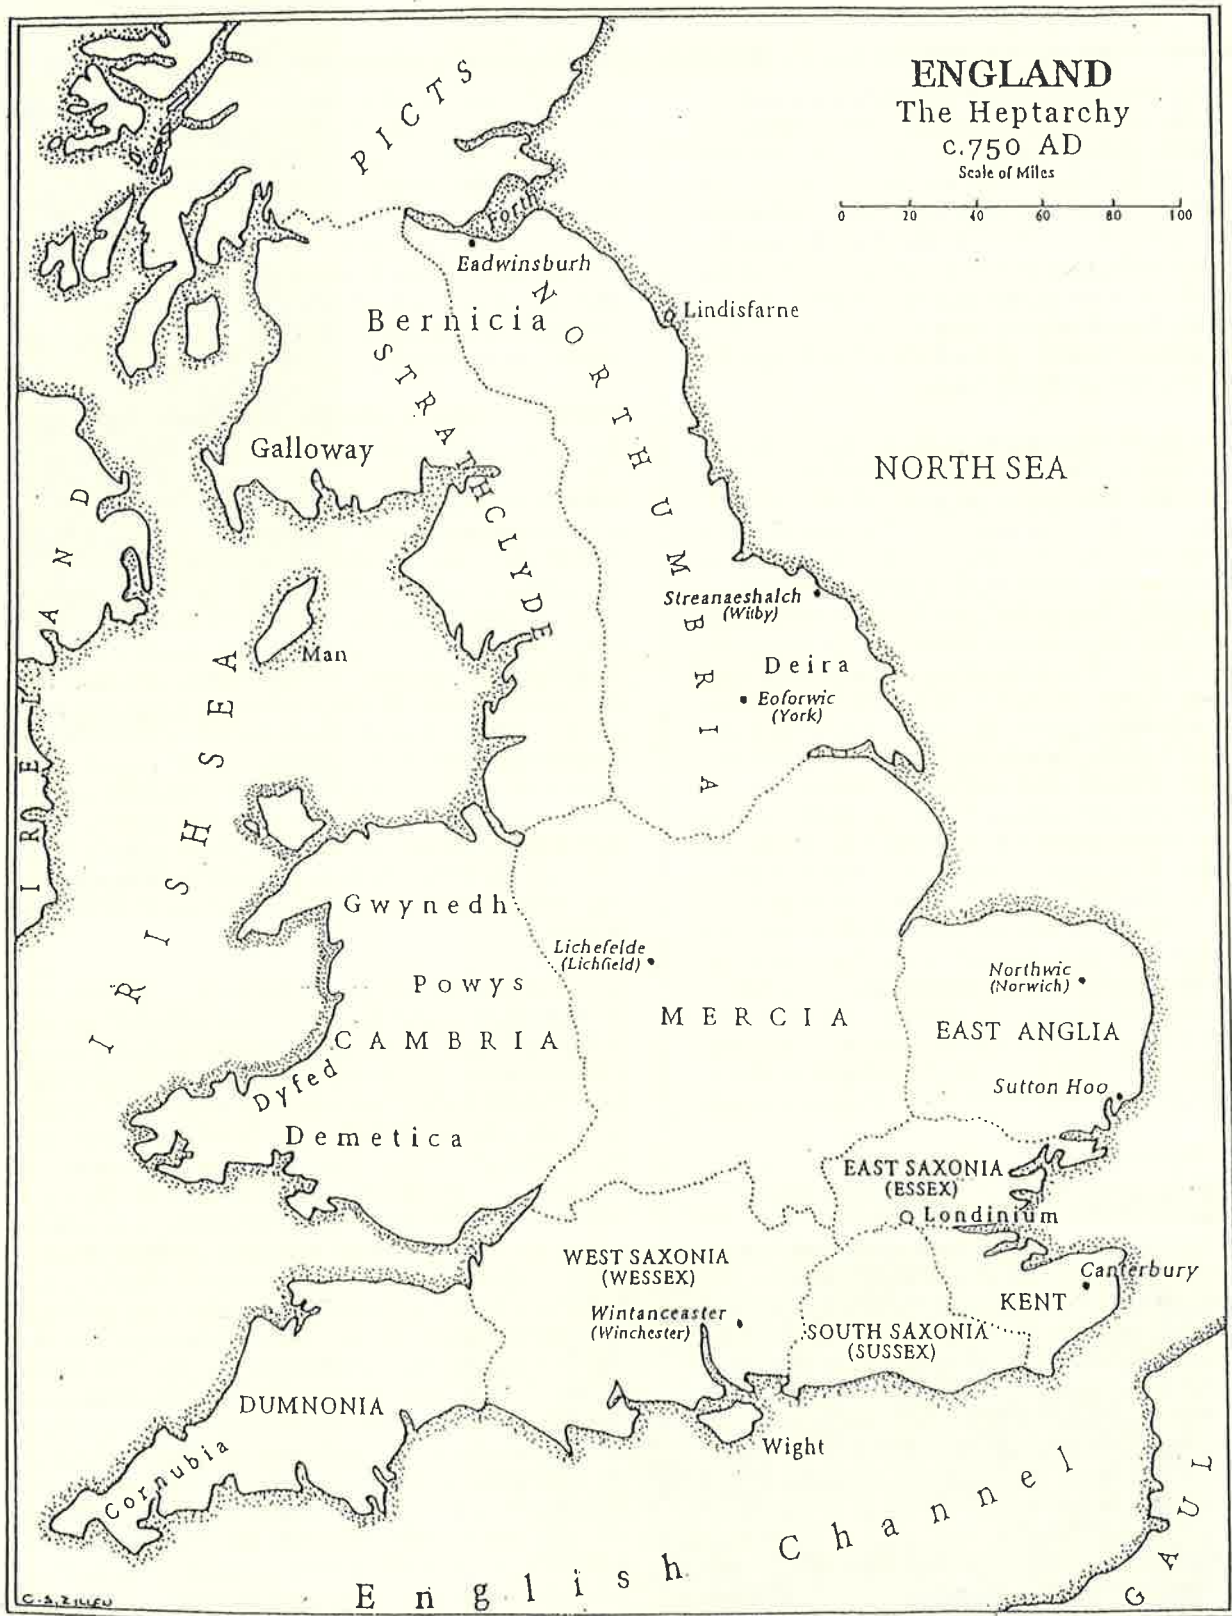 ENGLAND
The Heptarchy
c.750 AD
Scale of Miles
0 20 40 60 80 100
PICTS
Forth
Eadwinsburh
Lindisfarne
Bernicia
NORTHUMBRIA
STRATHCLYDE
Galloway
NORTH SEA
IRELAND
Streanaeshalch
(Witby)
Man
Deira
Eoforwic
(York)
IRISH SEA
Gwynedh
Lichefelde
(Lichfield)
Northwic
(Norwich)
Powys
MERCIA
EAST ANGLIA
CAMBRIA
Dyfed
Sutton Hoo
Demetica
EAST SAXONIA
(ESSEX)
Londinium
WEST SAXONIA
(WESSEX)
Canterbury
KENT
Wintanceaster
(Winchester)
SOUTH SAXONIA
(SUSSEX)
DUMNONIA
Cornubia
Wight
English Channel
GAUL